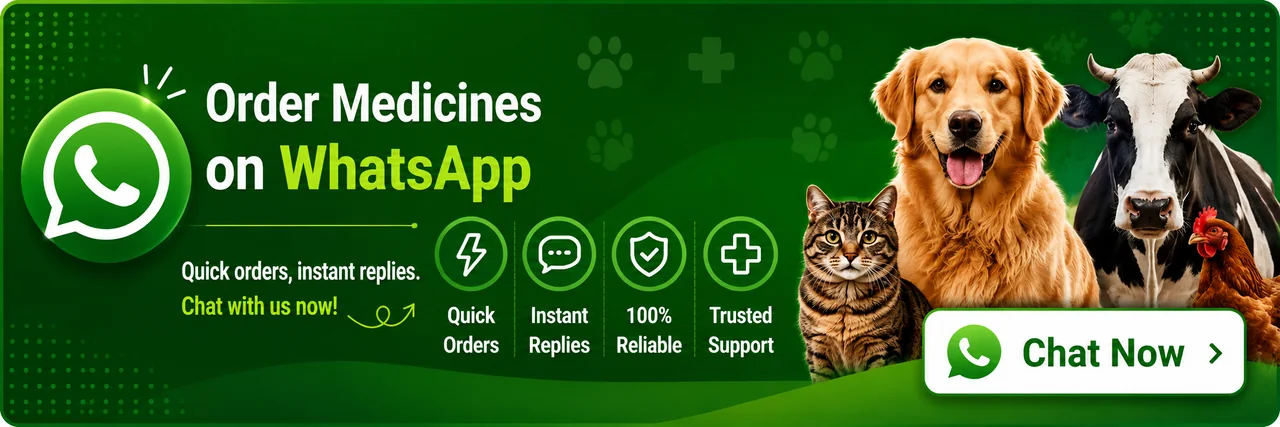 Order Medicines
on WhatsApp
Quick orders, instant replies.
Chat with us now!
Quick
Orders
Instant
Replies
100%
Reliable
Trusted
Support
Chat Now